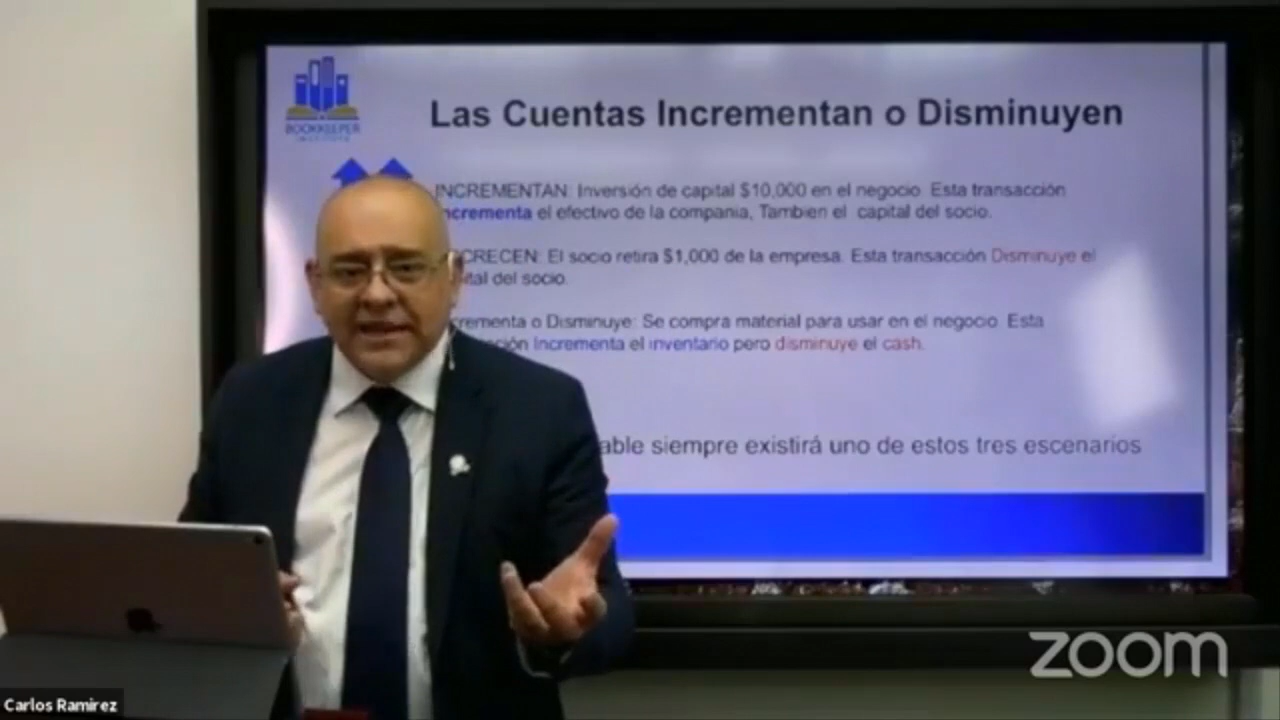 BOOKKEEPER
Las Cuentas Incrementan o Disminuyen
INCREMENTAN: Inversión de capital $10,000 en el negocio. Esta transacción
ncrementa el efectivo de la compania, Tambien el capital del socio.
CRECEN: El socio retira $1,000 de la empresa. Esta transacción Disminuye el
ital del socio.
crementa o Disminuye: Se compra material para usar en el negocio. Esta
ción Incrementa el inventario pero disminuye el cash.
able siempre existirá uno de estos tres escenarios
zoom
Carlos Ramirez